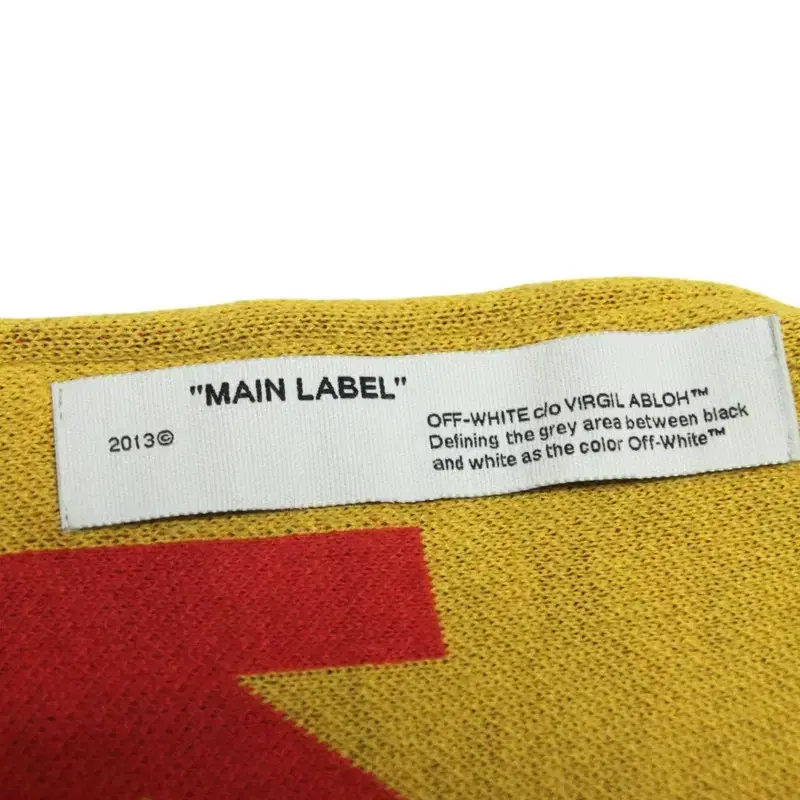 "MAIN LABEL"
2013©
OFF-WHITE c/o VIRGIL ABLOH™
Defining the grey area between black
and white as the color Off-White™